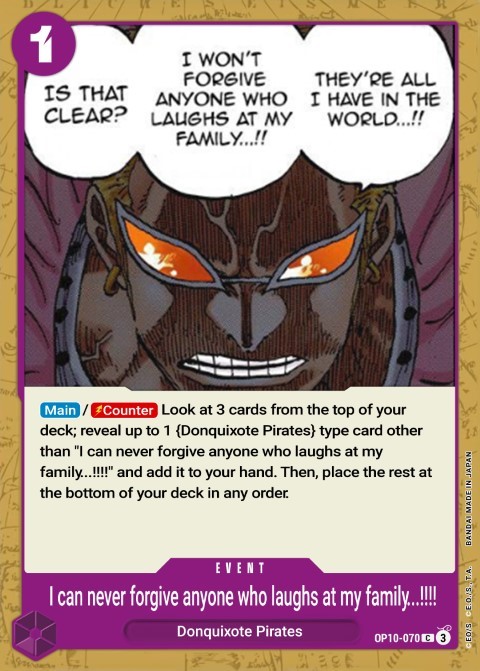 1
IS THAT
CLEAR?
I WON'T
FORGIVE
ANYONE WHO
LAUGHS AT MY
FAMILY...!!
THEY'RE ALL
I HAVE IN THE
WORLD...!!
Main / Counter Look at 3 cards from the top of your
deck; reveal up to 1 {Donquixote Pirates} type card other
than "I can never forgive anyone who laughs at my
family...!!!!" and add it to your hand. Then, place the rest at
the bottom of your deck in any order.
EVENT
I can never forgive anyone who laughs at my family...!!!!
Donquixote Pirates
OP10-070 C 3
©E.O./S. ©E.O./S.,T.A. BANDAI MADE IN JAPAN